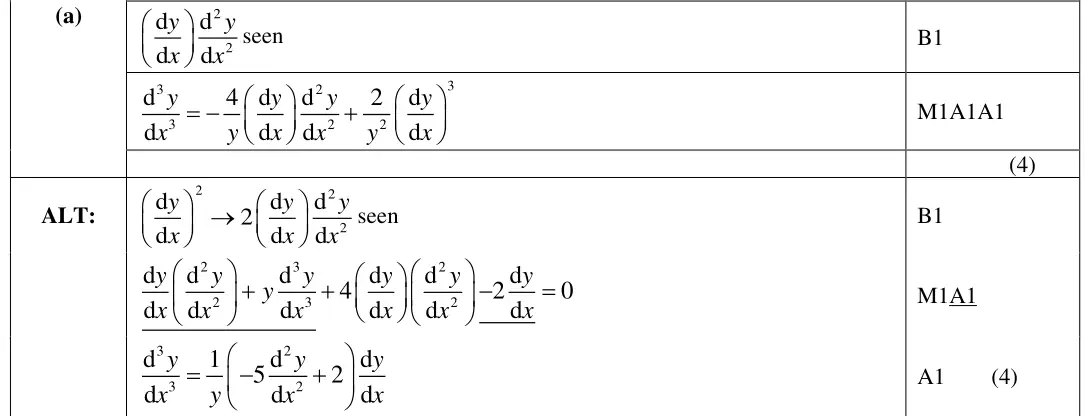 (a) (dy/dx) d²y/dx² seen B1
d³y/dx³ = −4/y (dy/dx) d²y/dx² + 2/y² (dy/dx)³ M1A1A1
(4)
ALT: (dy/dx)² → 2(dy/dx) d²y/dx² seen B1
dy/dx (d²y/dx²) + y d³y/dx³ + 4(dy/dx)(d²y/dx²) −2 dy/dx = 0 M1A1
d³y/dx³ = 1/y (−5 d²y/dx² + 2) dy/dx A1 (4)